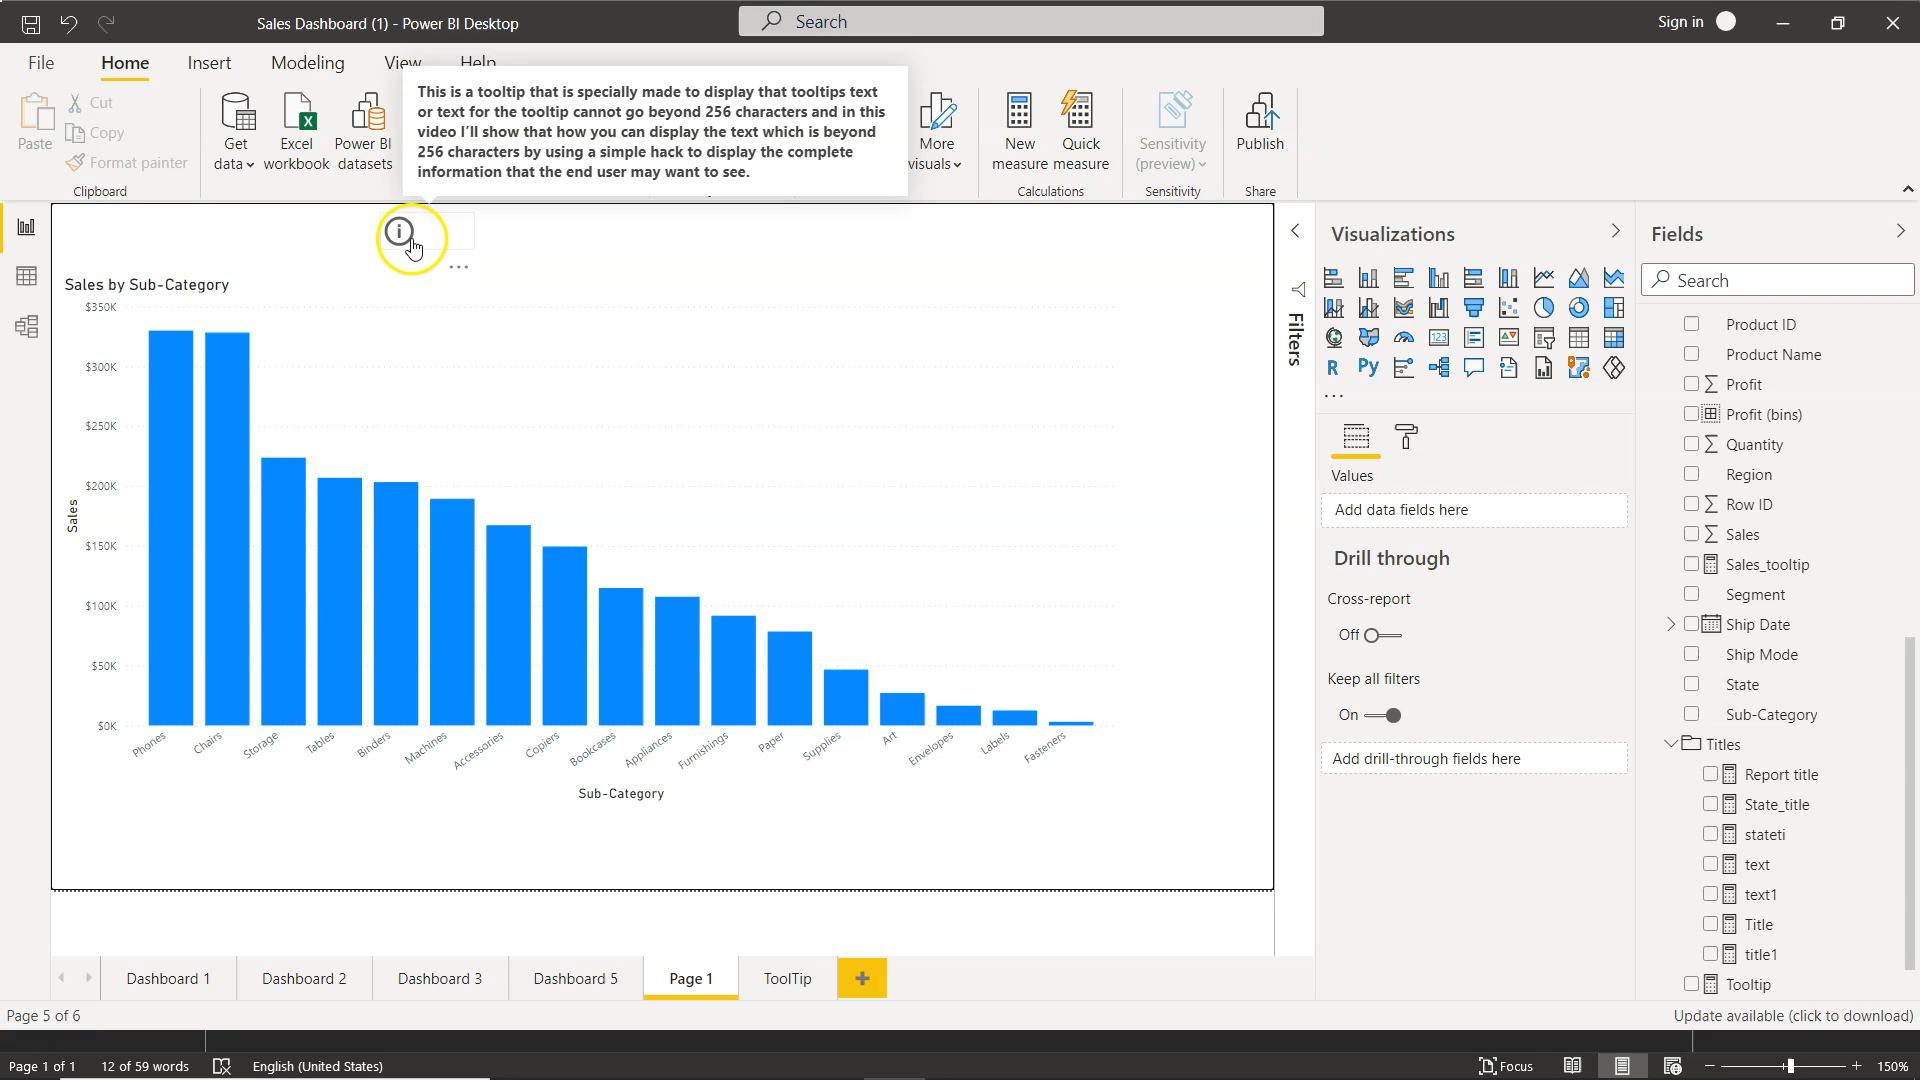 Sales Dashboard (1) - Power BI Desktop
Search
Sign in
File
Home
Insert
Modeling
View
Help
Paste
Cut
Copy
Format painter
Clipboard
Get data
Excel workbook
Power BI datasets
This is a tooltip that is specially made to display that tooltips text
or text for the tooltip cannot go beyond 256 characters and in this
video I'll show that how you can display the text which is beyond
256 characters by using a simple hack to display the complete
information that the end user may want to see.
More visuals
New measure
Quick measure
Calculations
Sensitivity (preview)
Sensitivity
Publish
Share
Sales by Sub-Category
$350K
$300K
$250K
$200K
$150K
$100K
$50K
$0K
Sales
Phones
Chairs
Storage
Tables
Binders
Machines
Accessories
Copiers
Bookcases
Appliances
Furnishings
Paper
Supplies
Art
Envelopes
Labels
Fasteners
Sub-Category
Filters
Visualizations
123
R
Py
Values
Add data fields here
Drill through
Cross-report
Off
Keep all filters
On
Add drill-through fields here
Fields
Search
Product ID
Product Name
Profit
Profit (bins)
Quantity
Region
Row ID
Sales
Sales_tooltip
Segment
Ship Date
Ship Mode
State
Sub-Category
Titles
Report title
State_title
stateti
text
text1
Title
title1
Tooltip
Dashboard 1
Dashboard 2
Dashboard 3
Dashboard 5
Page 1
ToolTip
Page 5 of 6
Update available (click to download)
Page 1 of 1
12 of 59 words
English (United States)
Focus
150%